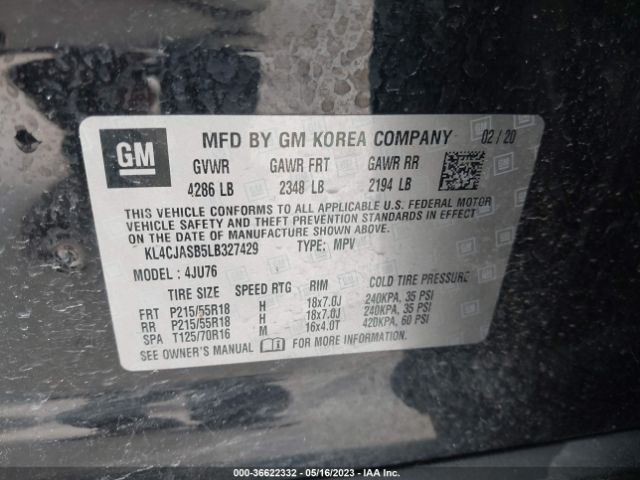 GM
MFD BY GM KOREA COMPANY 02/20
GVWR GAWR FRT GAWR RR
4286 LB 2348 LB 2194 LB
THIS VEHICLE CONFORMS TO ALL APPLICABLE U.S. FEDERAL MOTOR
VEHICLE SAFETY AND THEFT PREVENTION STANDARDS IN EFFECT
ON THE DATE OF MANUFACTURE SHOWN ABOVE.
KL4CJASB5LB327429 TYPE: MPV
MODEL: 4JU76
TIRE SIZE SPEED RTG RIM COLD TIRE PRESSURE
FRT P215/55R18 H 18x7.0J 240KPA, 35 PSI
RR P215/55R18 H 18x7.0J 240KPA, 35 PSI
SPA T125/70R16 M 16x4.0T 420KPA, 60 PSI
SEE OWNER'S MANUAL FOR MORE INFORMATION.
000-36622332 - 05/16/2023 - IAA Inc.